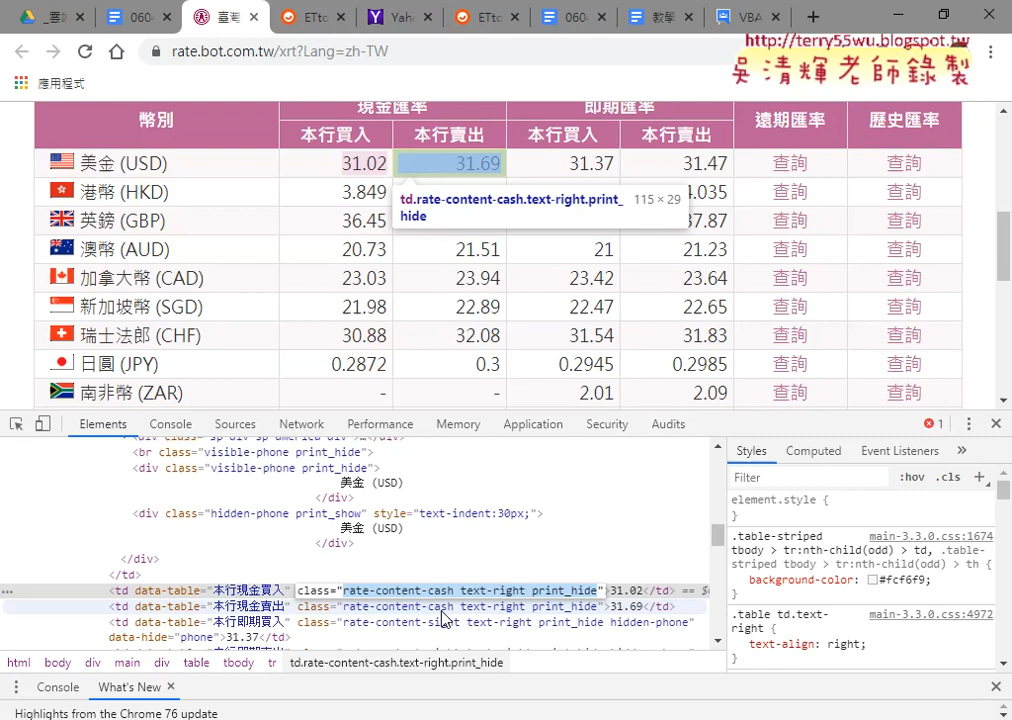 _雲端
060
臺灣
ETtc
Yaho
ETtc
060
教學
VBA
rate.bot.com.tw/xrt?Lang=zh-TW
http://terry55wu.blogspot.tw
吳清輝老師錄製
應用程式
幣別
現金匯率
即期匯率
遠期匯率
歷史匯率
本行買入
本行賣出
本行買入
本行賣出
美金 (USD) 31.02 31.69 31.37 31.47 查詢 查詢
港幣 (HKD) 3.849 4.035 查詢 查詢
td.rate-content-cash.text-right.print_ 115 × 29
hide
英鎊 (GBP) 36.45 37.87 查詢 查詢
澳幣 (AUD) 20.73 21.51 21 21.23 查詢 查詢
加拿大幣 (CAD) 23.03 23.94 23.42 23.64 查詢 查詢
新加坡幣 (SGD) 21.98 22.89 22.47 22.65 查詢 查詢
瑞士法郎 (CHF) 30.88 32.08 31.54 31.83 查詢 查詢
日圓 (JPY) 0.2872 0.3 0.2945 0.2985 查詢 查詢
南非幣 (ZAR) - - 2.01 2.09 查詢 查詢
Elements Console Sources Network Performance Memory Application Security Audits 1
<div class="sp-div sp-america-div">…</div>
<br class="visible-phone print_hide">
<div class="visible-phone print_hide">
美金 (USD)
</div>
<div class="hidden-phone print_show" style="text-indent:30px;">
美金 (USD)
</div>
</div>
</td>
<td data-table="本行現金買入" class="rate-content-cash text-right print_hide">31.02</td> == $
<td data-table="本行現金賣出" class="rate-content-cash text-right print_hide">31.69</td>
<td data-table="本行即期買入" class="rate-content-sight text-right print_hide hidden-phone"
data-hide="phone">31.37</td>
html body div main div table tbody tr td.rate-content-cash.text-right.print_hide
Styles Computed Event Listeners »
Filter :hov .cls +
element.style {
}
.table-striped main-3.3.0.css:1674
tbody > tr:nth-child(odd) > td, .table-
striped tbody > tr:nth-child(odd) > th {
background-color: #fcf6f9;
}
.table td.text- main-3.3.0.css:4972
right {
text-align: right;
}
Console What's New
Highlights from the Chrome 76 update